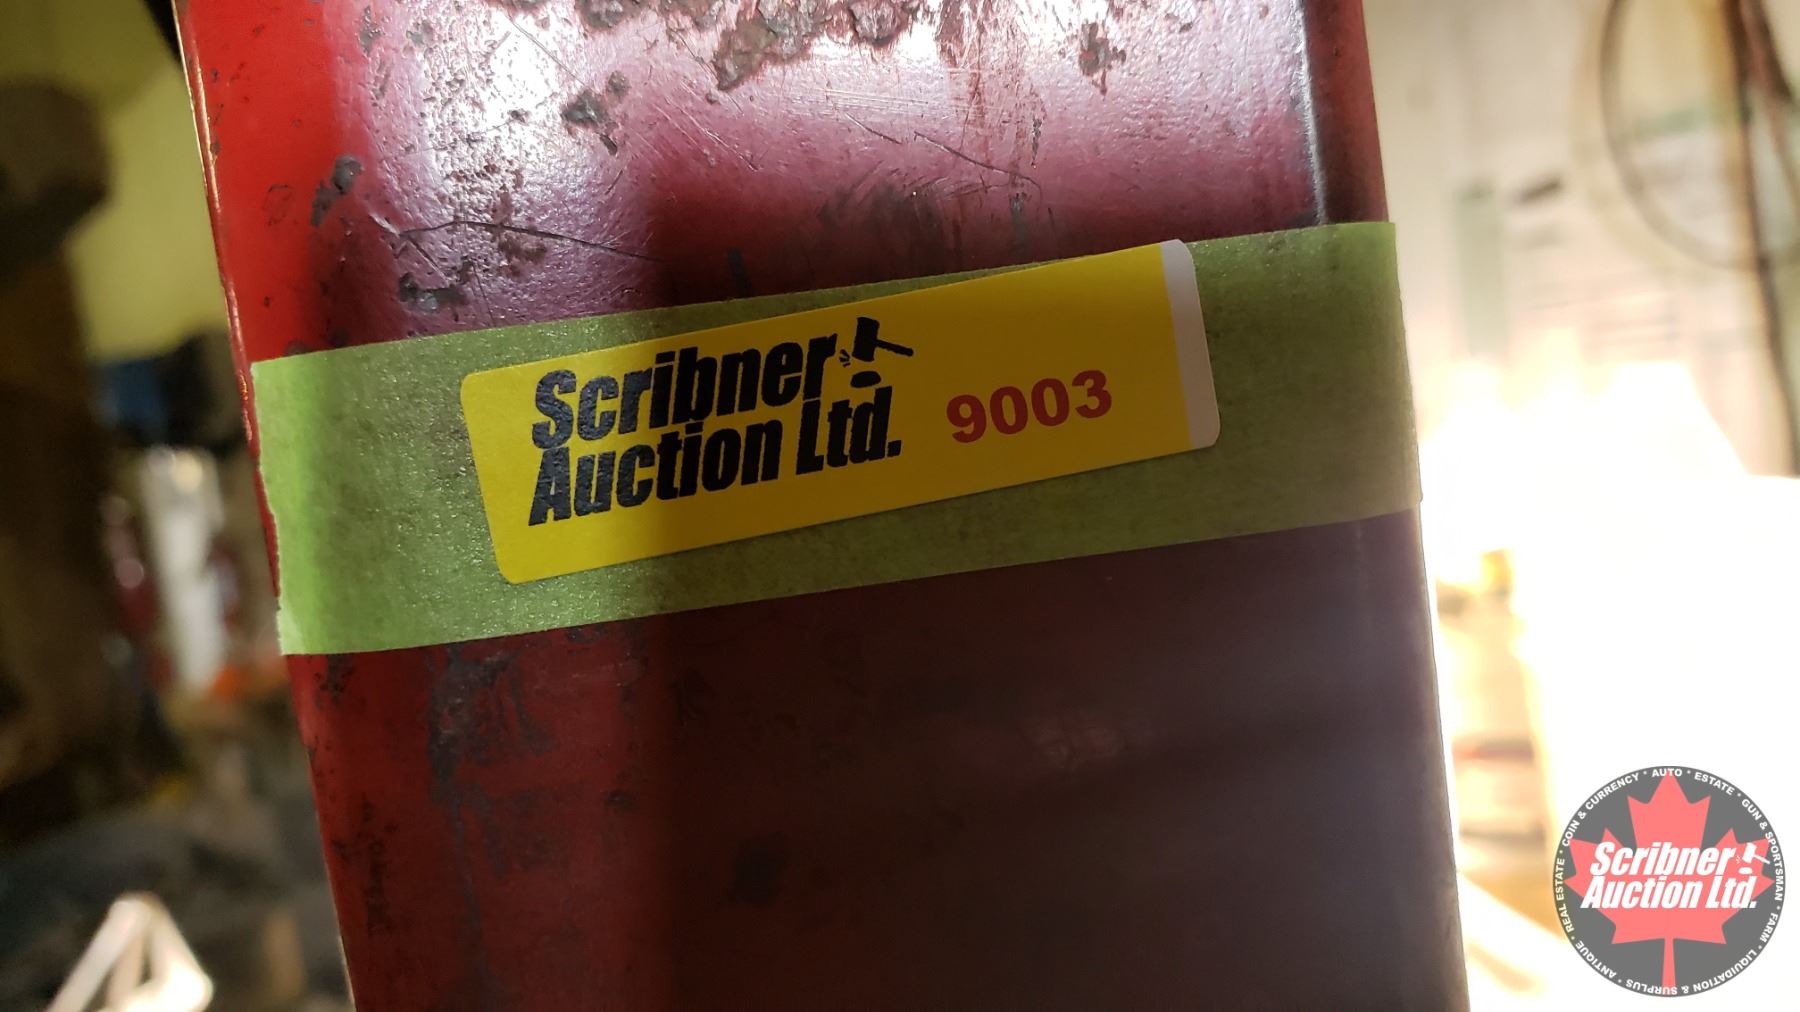 Scribner
Auction Ltd.
9003
COIN & CURRENCY * AUTO * ESTATE * GUN & SPORTSMAN * FARM * LIQUIDATION & SURPLUS * ANTIQUE * REAL ESTATE *
Scribner
Auction Ltd.